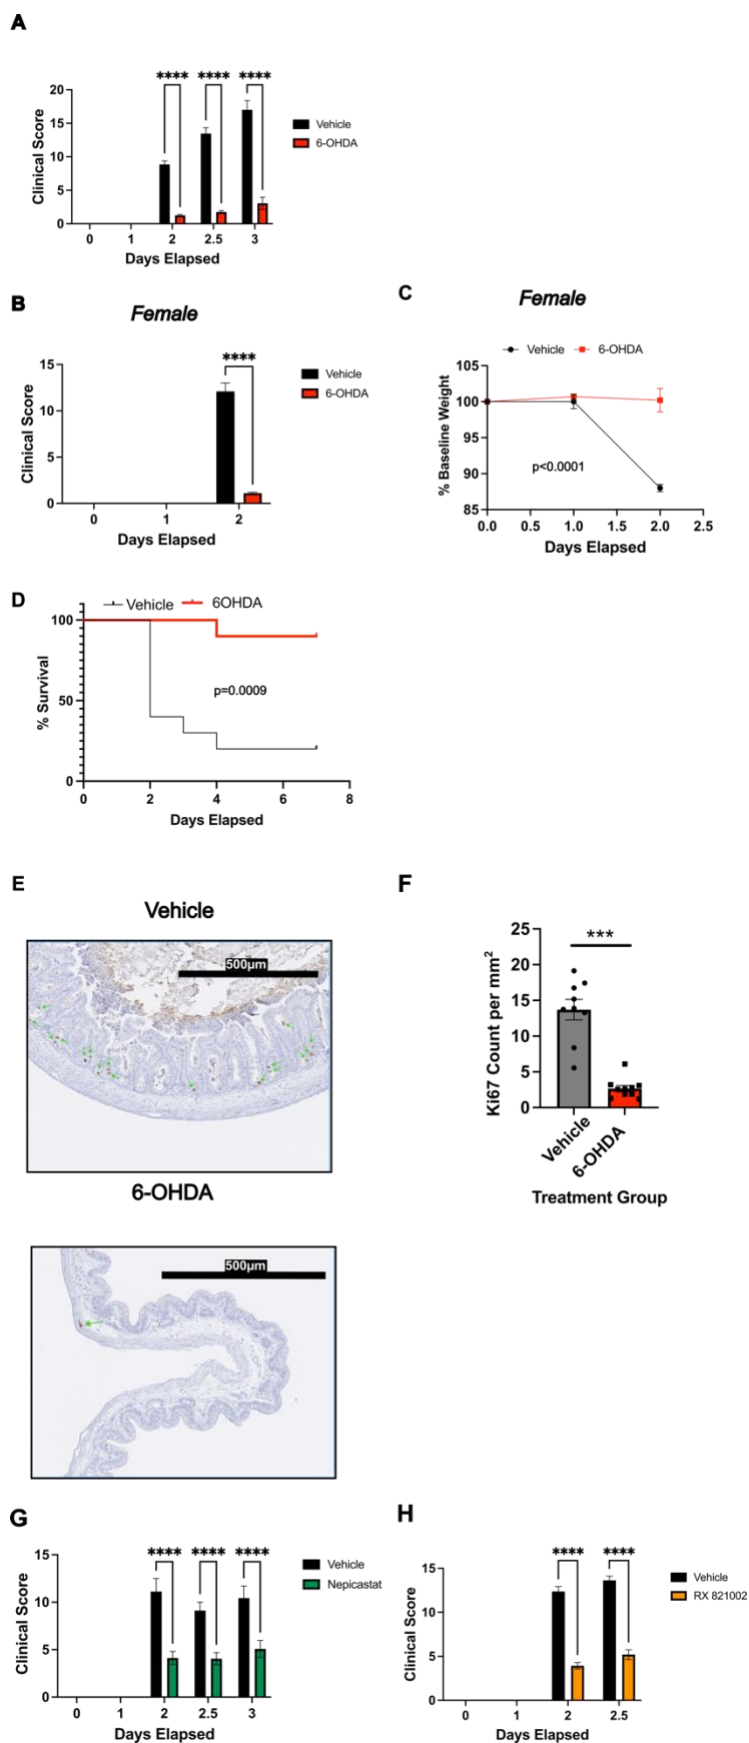 A
**** **** ****
20
15
10
5
0
Clinical Score
Vehicle
6-OHDA
0 1 2 2.5 3
Days Elapsed
B
Female
****
15
10
5
0
Clinical Score
Vehicle
6-OHDA
0 1 2
Days Elapsed
C
Female
Vehicle 6-OHDA
105
100
95
90
85
% Baseline Weight
p<0.0001
0.0 0.5 1.0 1.5 2.0 2.5
Days Elapsed
D
Vehicle 6OHDA
100
50
0
% Survival
p=0.0009
0 2 4 6 8
Days Elapsed
E
Vehicle
500µm
6-OHDA
500µm
F
***
25
20
15
10
5
0
Ki67 Count per mm²
Vehicle
6-OHDA
Treatment Group
G
**** **** ****
15
10
5
0
Clinical Score
Vehicle
Nepicastat
0 1 2 2.5 3
Days Elapsed
H
**** ****
15
10
5
0
Clinical Score
Vehicle
RX 821002
0 1 2 2.5
Days Elapsed